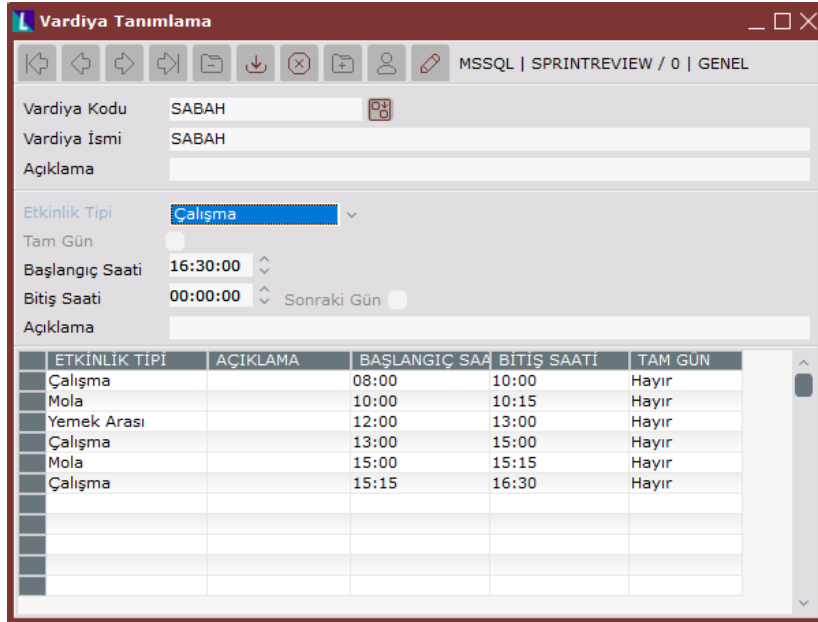 Vardiya Tanımlama
MSSQL | SPRINTREVIEW / 0 | GENEL
Vardiya Kodu SABAH
Vardiya İsmi SABAH
Açıklama
Etkinlik Tipi Çalışma
Tam Gün
Başlangıç Saati 16:30:00
Bitiş Saati 00:00:00 Sonraki Gün
Açıklama
ETKİNLİK TİPİ AÇIKLAMA BAŞLANGIÇ SAA BİTİŞ SAATİ TAM GÜN
Çalışma 08:00 10:00 Hayır
Mola 10:00 10:15 Hayır
Yemek Arası 12:00 13:00 Hayır
Çalışma 13:00 15:00 Hayır
Mola 15:00 15:15 Hayır
Çalışma 15:15 16:30 Hayır